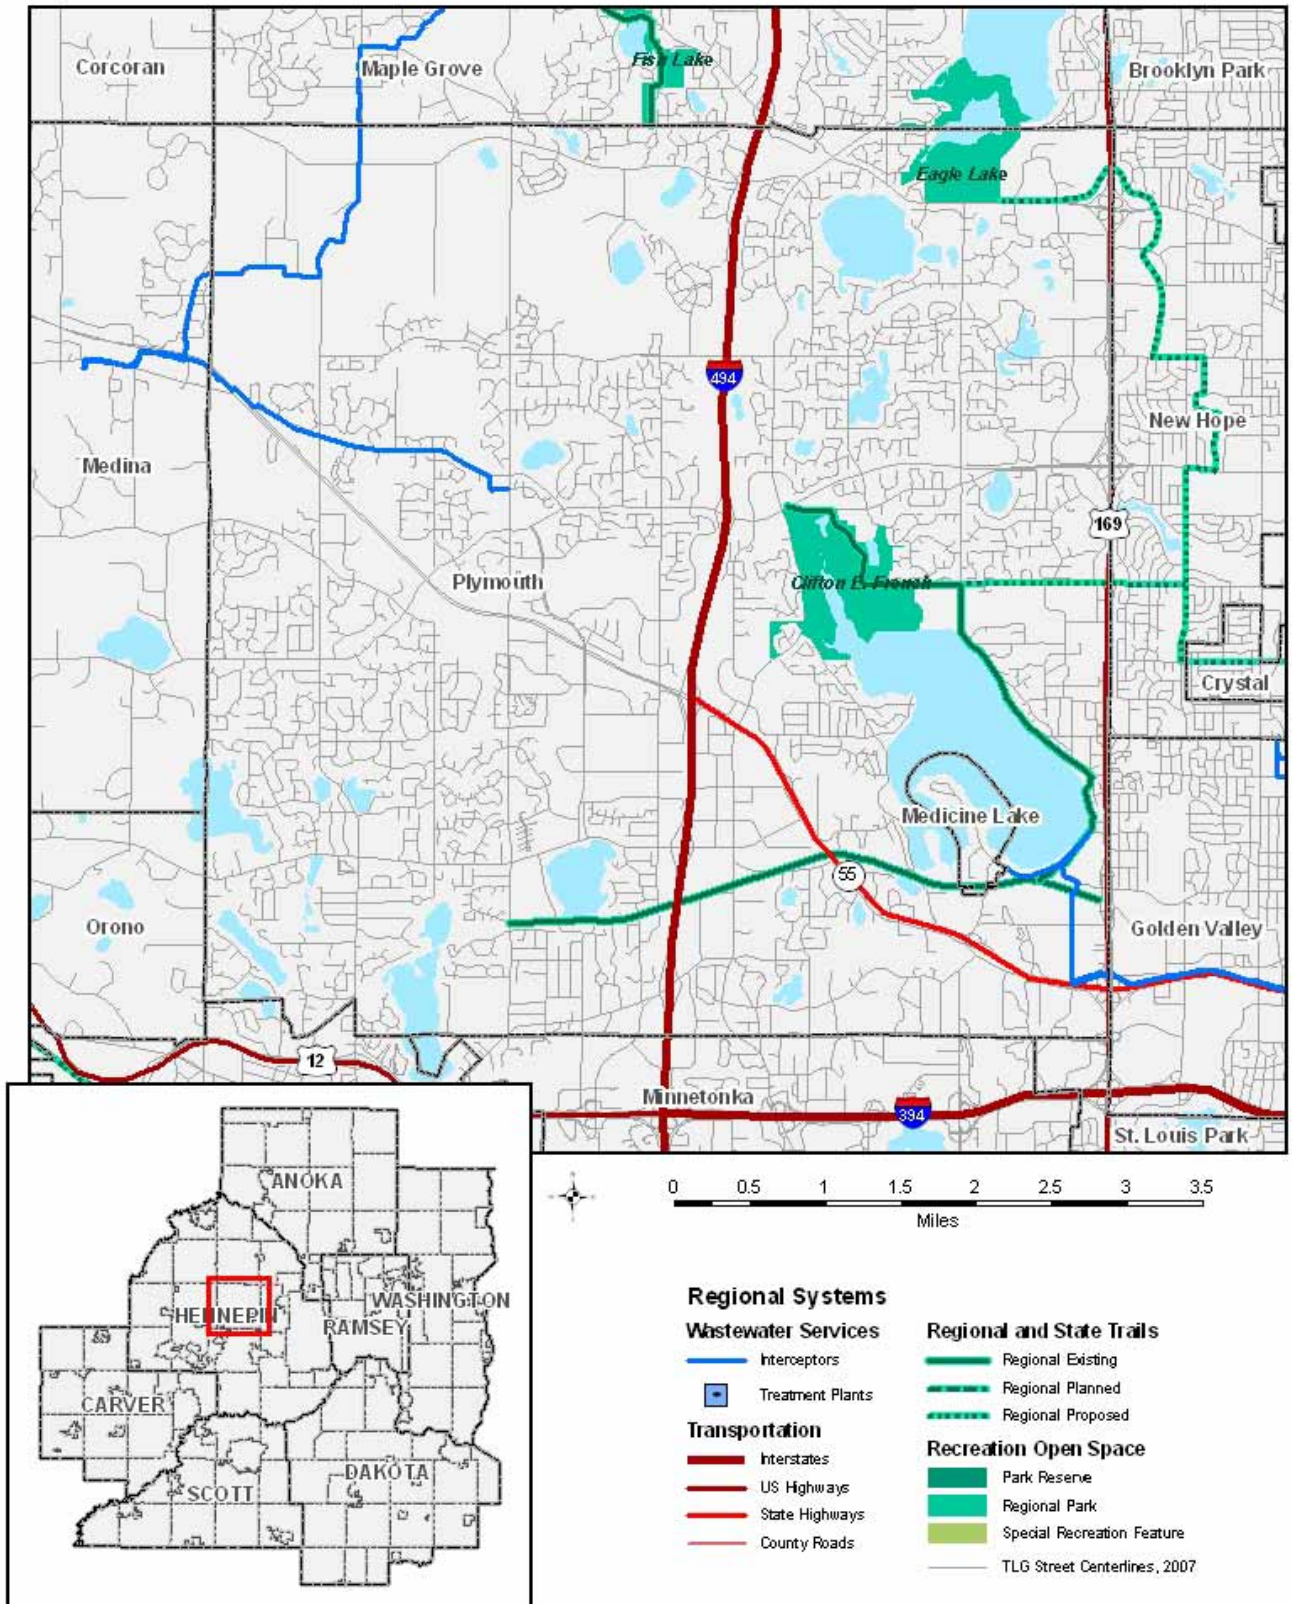 Corcoran
Maple Grove
Fish Lake
Brooklyn Park
Eagle Lake
494
New Hope
Medina
169
Plymouth
Clifton E. French
Crystal
Medicine Lake
55
Orono
Golden Valley
12
Minnetonka
394
St. Louis Park
ANOKA
HENNEPIN
WASHINGTON
RAMSEY
CARVER
DAKOTA
SCOTT
0 0.5 1 1.5 2 2.5 3 3.5
Miles
Regional Systems
Wastewater Services
Interceptors
Treatment Plants
Transportation
Interstates
US Highways
State Highways
County Roads
Regional and State Trails
Regional Existing
Regional Planned
Regional Proposed
Recreation Open Space
Park Reserve
Regional Park
Special Recreation Feature
TLG Street Centerlines, 2007